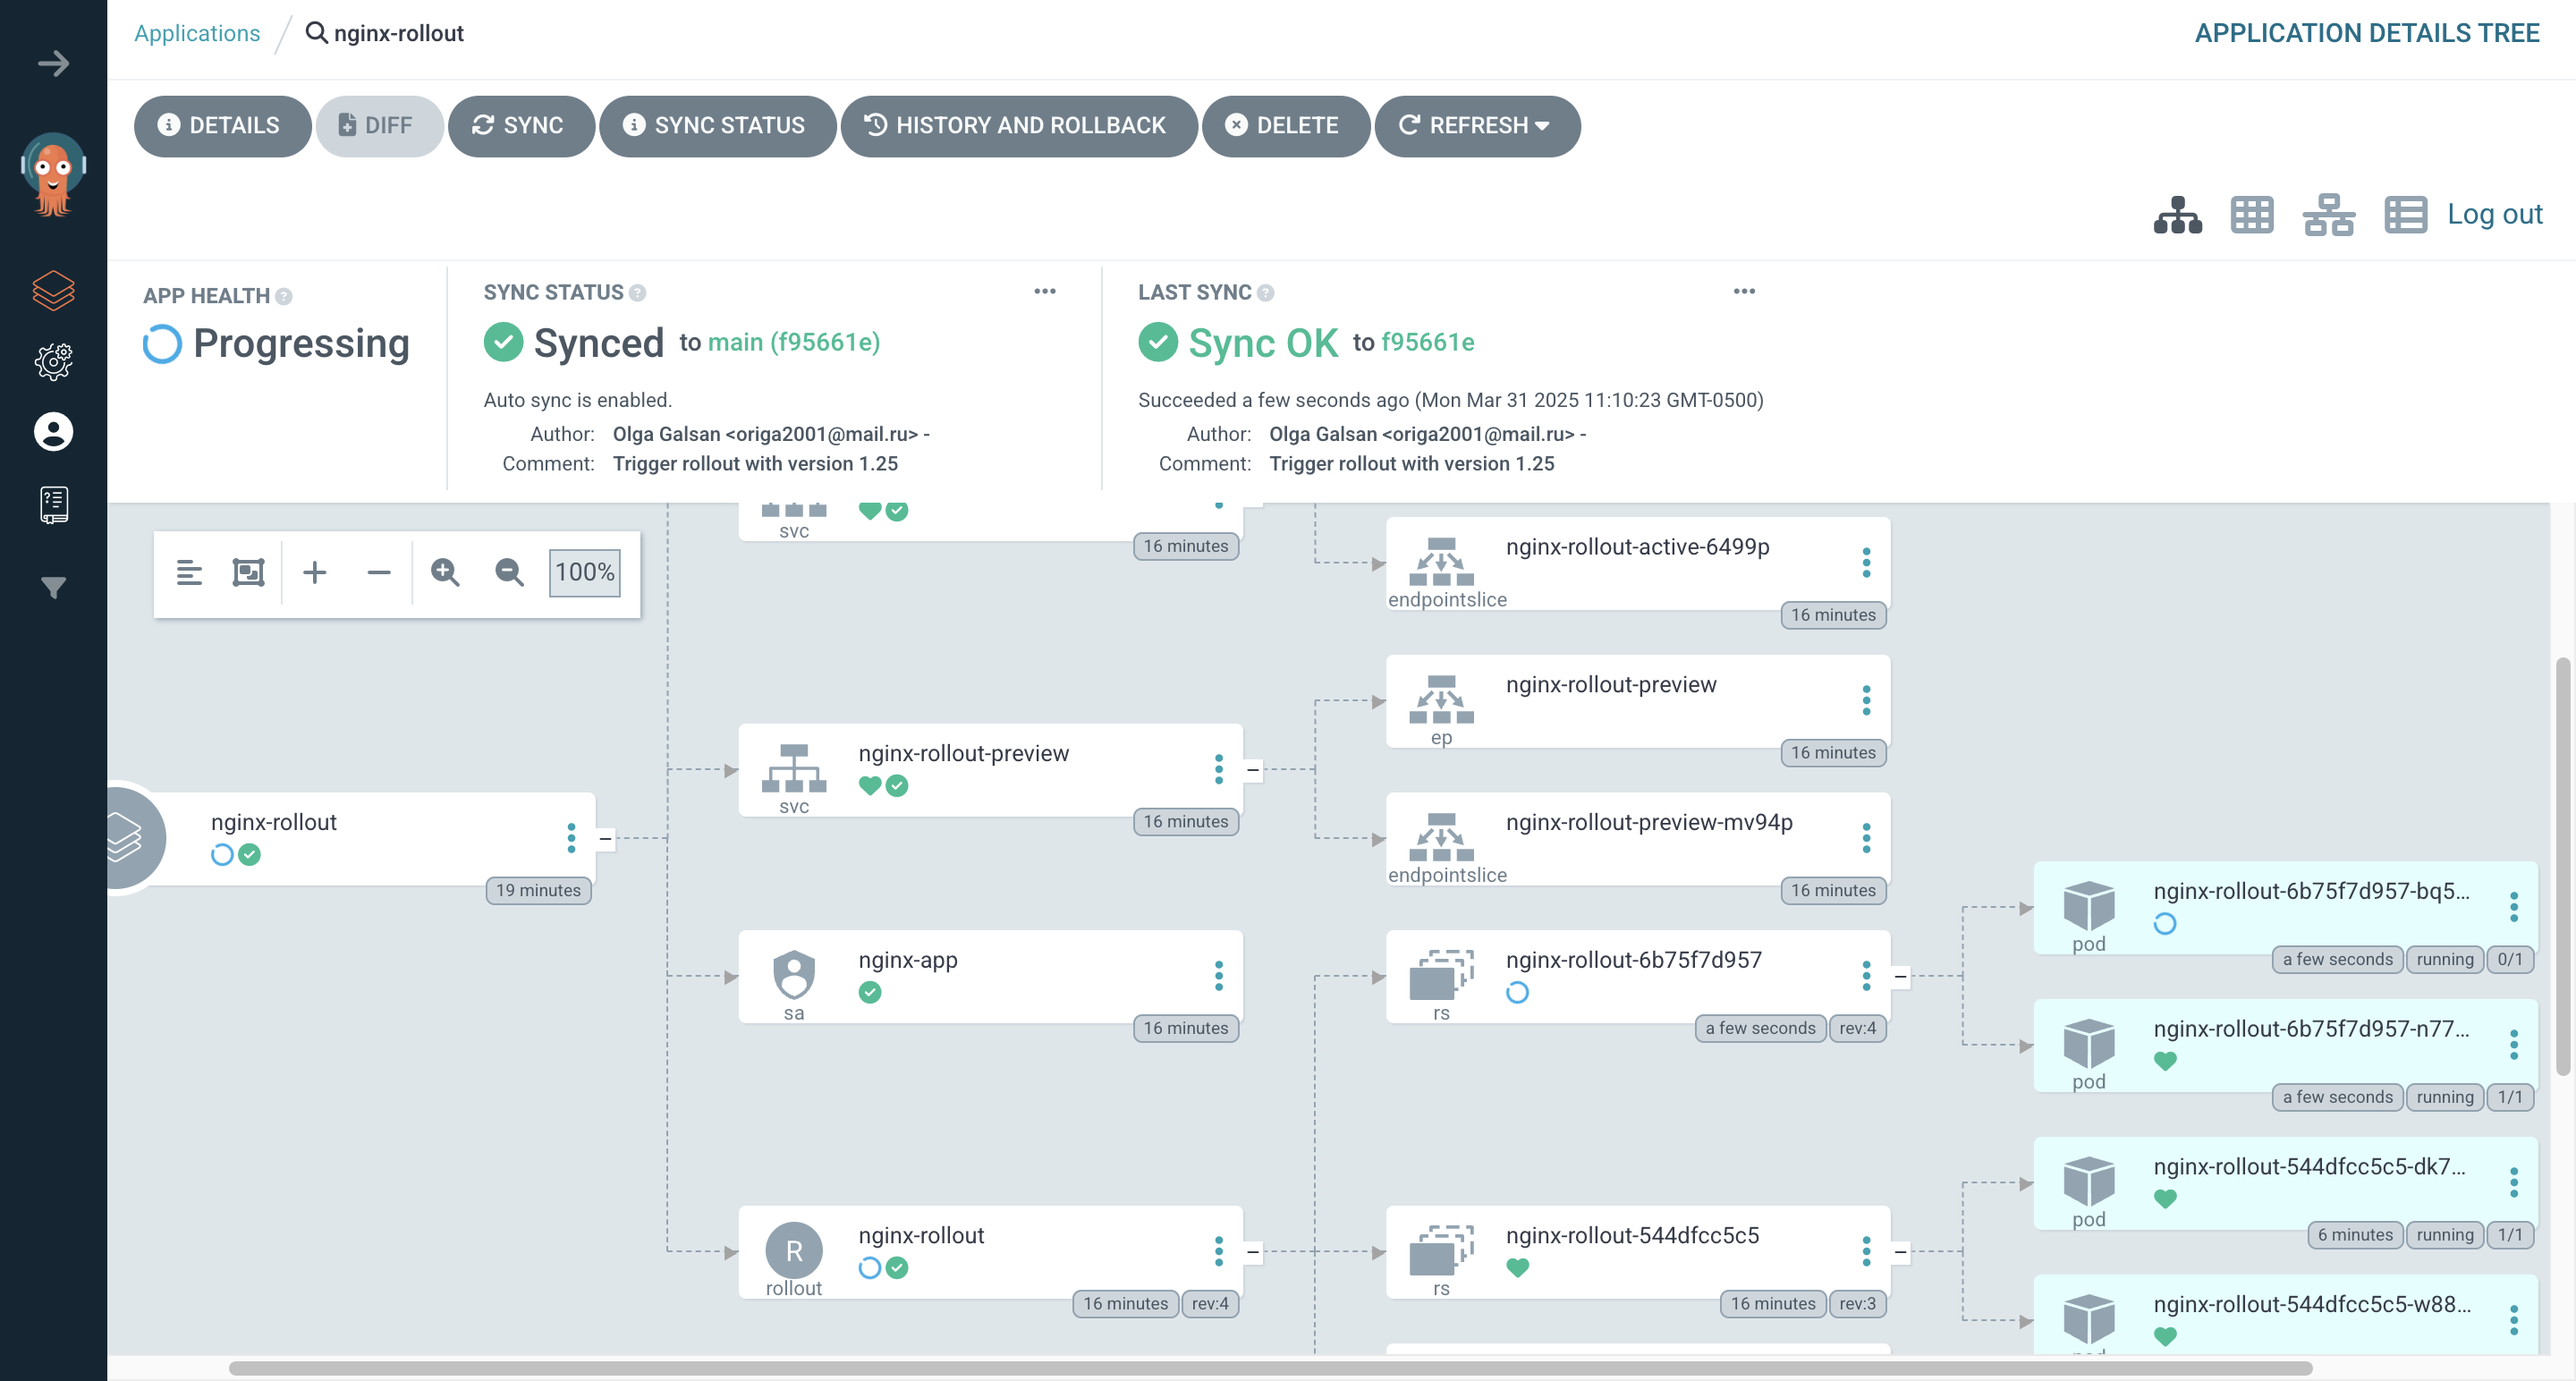 Applications / nginx-rollout
APPLICATION DETAILS TREE
DETAILS
DIFF
SYNC
SYNC STATUS
HISTORY AND ROLLBACK
DELETE
REFRESH
Log out
APP HEALTH
Progressing
SYNC STATUS
Synced to main (f95661e)
Auto sync is enabled.
Author: Olga Galsan <origa2001@mail.ru> -
Comment: Trigger rollout with version 1.25
LAST SYNC
Sync OK to f95661e
Succeeded a few seconds ago (Mon Mar 31 2025 11:10:23 GMT-0500)
Author: Olga Galsan <origa2001@mail.ru> -
Comment: Trigger rollout with version 1.25
100%
nginx-rollout
19 minutes
svc
16 minutes
nginx-rollout-preview
svc
16 minutes
nginx-app
sa
16 minutes
R
nginx-rollout
rollout
16 minutes
rev:4
nginx-rollout-active-6499p
endpointslice
16 minutes
nginx-rollout-preview
ep
16 minutes
nginx-rollout-preview-mv94p
endpointslice
16 minutes
nginx-rollout-6b75f7d957
rs
a few seconds
rev:4
nginx-rollout-544dfcc5c5
rs
16 minutes
rev:3
nginx-rollout-6b75f7d957-bq5...
pod
a few seconds
running
0/1
nginx-rollout-6b75f7d957-n77...
pod
a few seconds
running
1/1
nginx-rollout-544dfcc5c5-dk7...
pod
6 minutes
running
1/1
nginx-rollout-544dfcc5c5-w88...